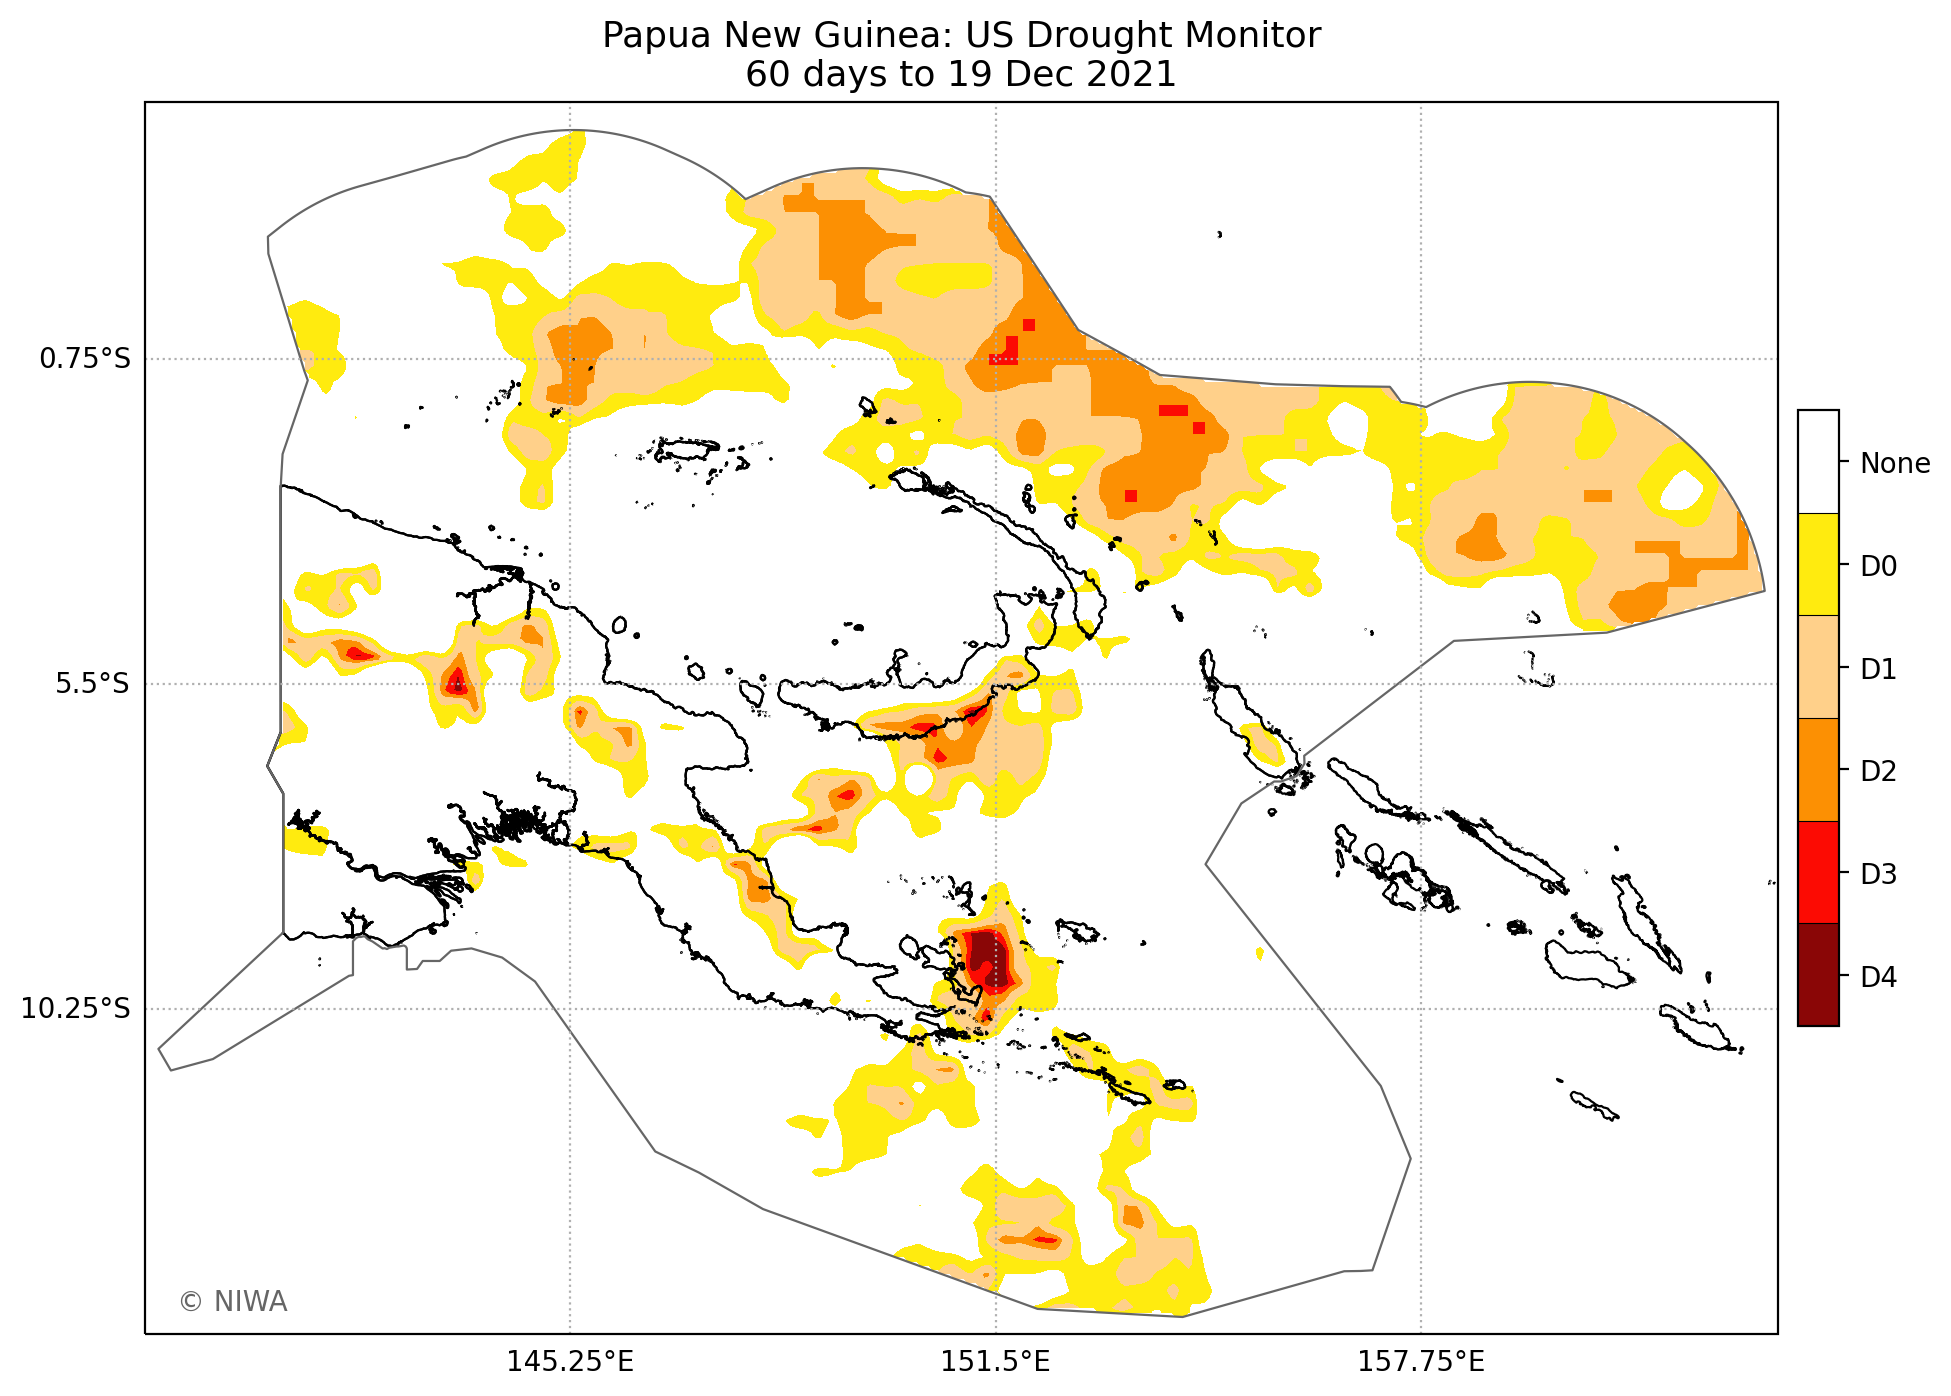 Papua New Guinea: US Drought Monitor
60 days to 19 Dec 2021
0.75°S
5.5°S
10.25°S
145.25°E
151.5°E
157.75°E
None
D0
D1
D2
D3
D4
© NIWA